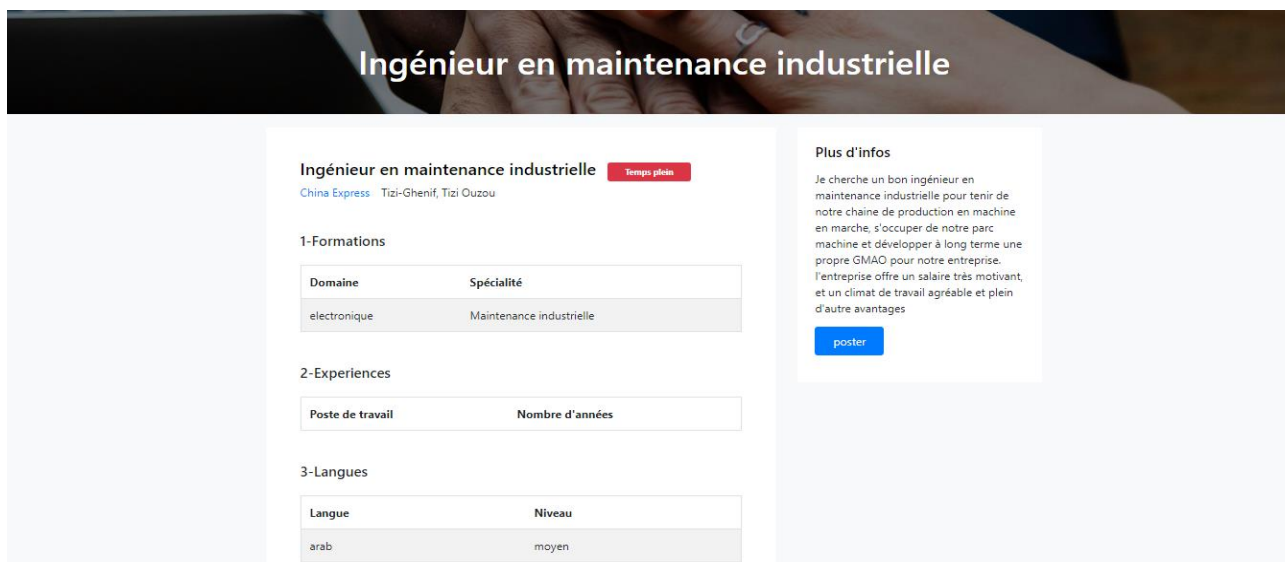 Ingénieur en maintenance industrielle
Ingénieur en maintenance industrielle Temps plein
China Express Tizi-Ghenif, Tizi Ouzou
1-Formations
Domaine Spécialité
electronique Maintenance industrielle
2-Experiences
Poste de travail Nombre d'années
3-Langues
Langue Niveau
arab moyen
Plus d'infos
Je cherche un bon ingénieur en
maintenance industrielle pour tenir de
notre chaine de production en machine
en marche, s'occuper de notre parc
machine et développer à long terme une
propre GMAO pour notre entreprise.
l'entreprise offre un salaire très motivant,
et un climat de travail agréable et plein
d'autre avantages
poster